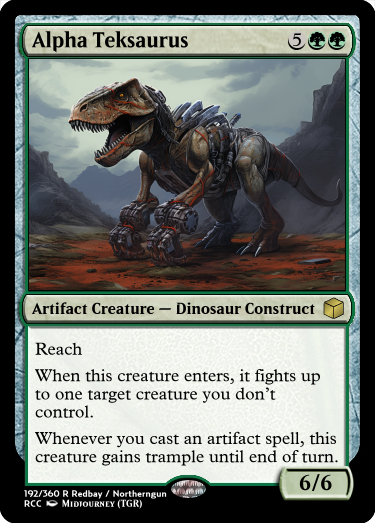 Alpha Teksaurus 5
Artifact Creature — Dinosaur Construct
Reach
When this creature enters, it fights up
to one target creature you don't
control.
Whenever you cast an artifact spell, this
creature gains trample until end of turn.
6/6
192/360 R Redbay / Northerngun
RCC Midjourney (TGR)